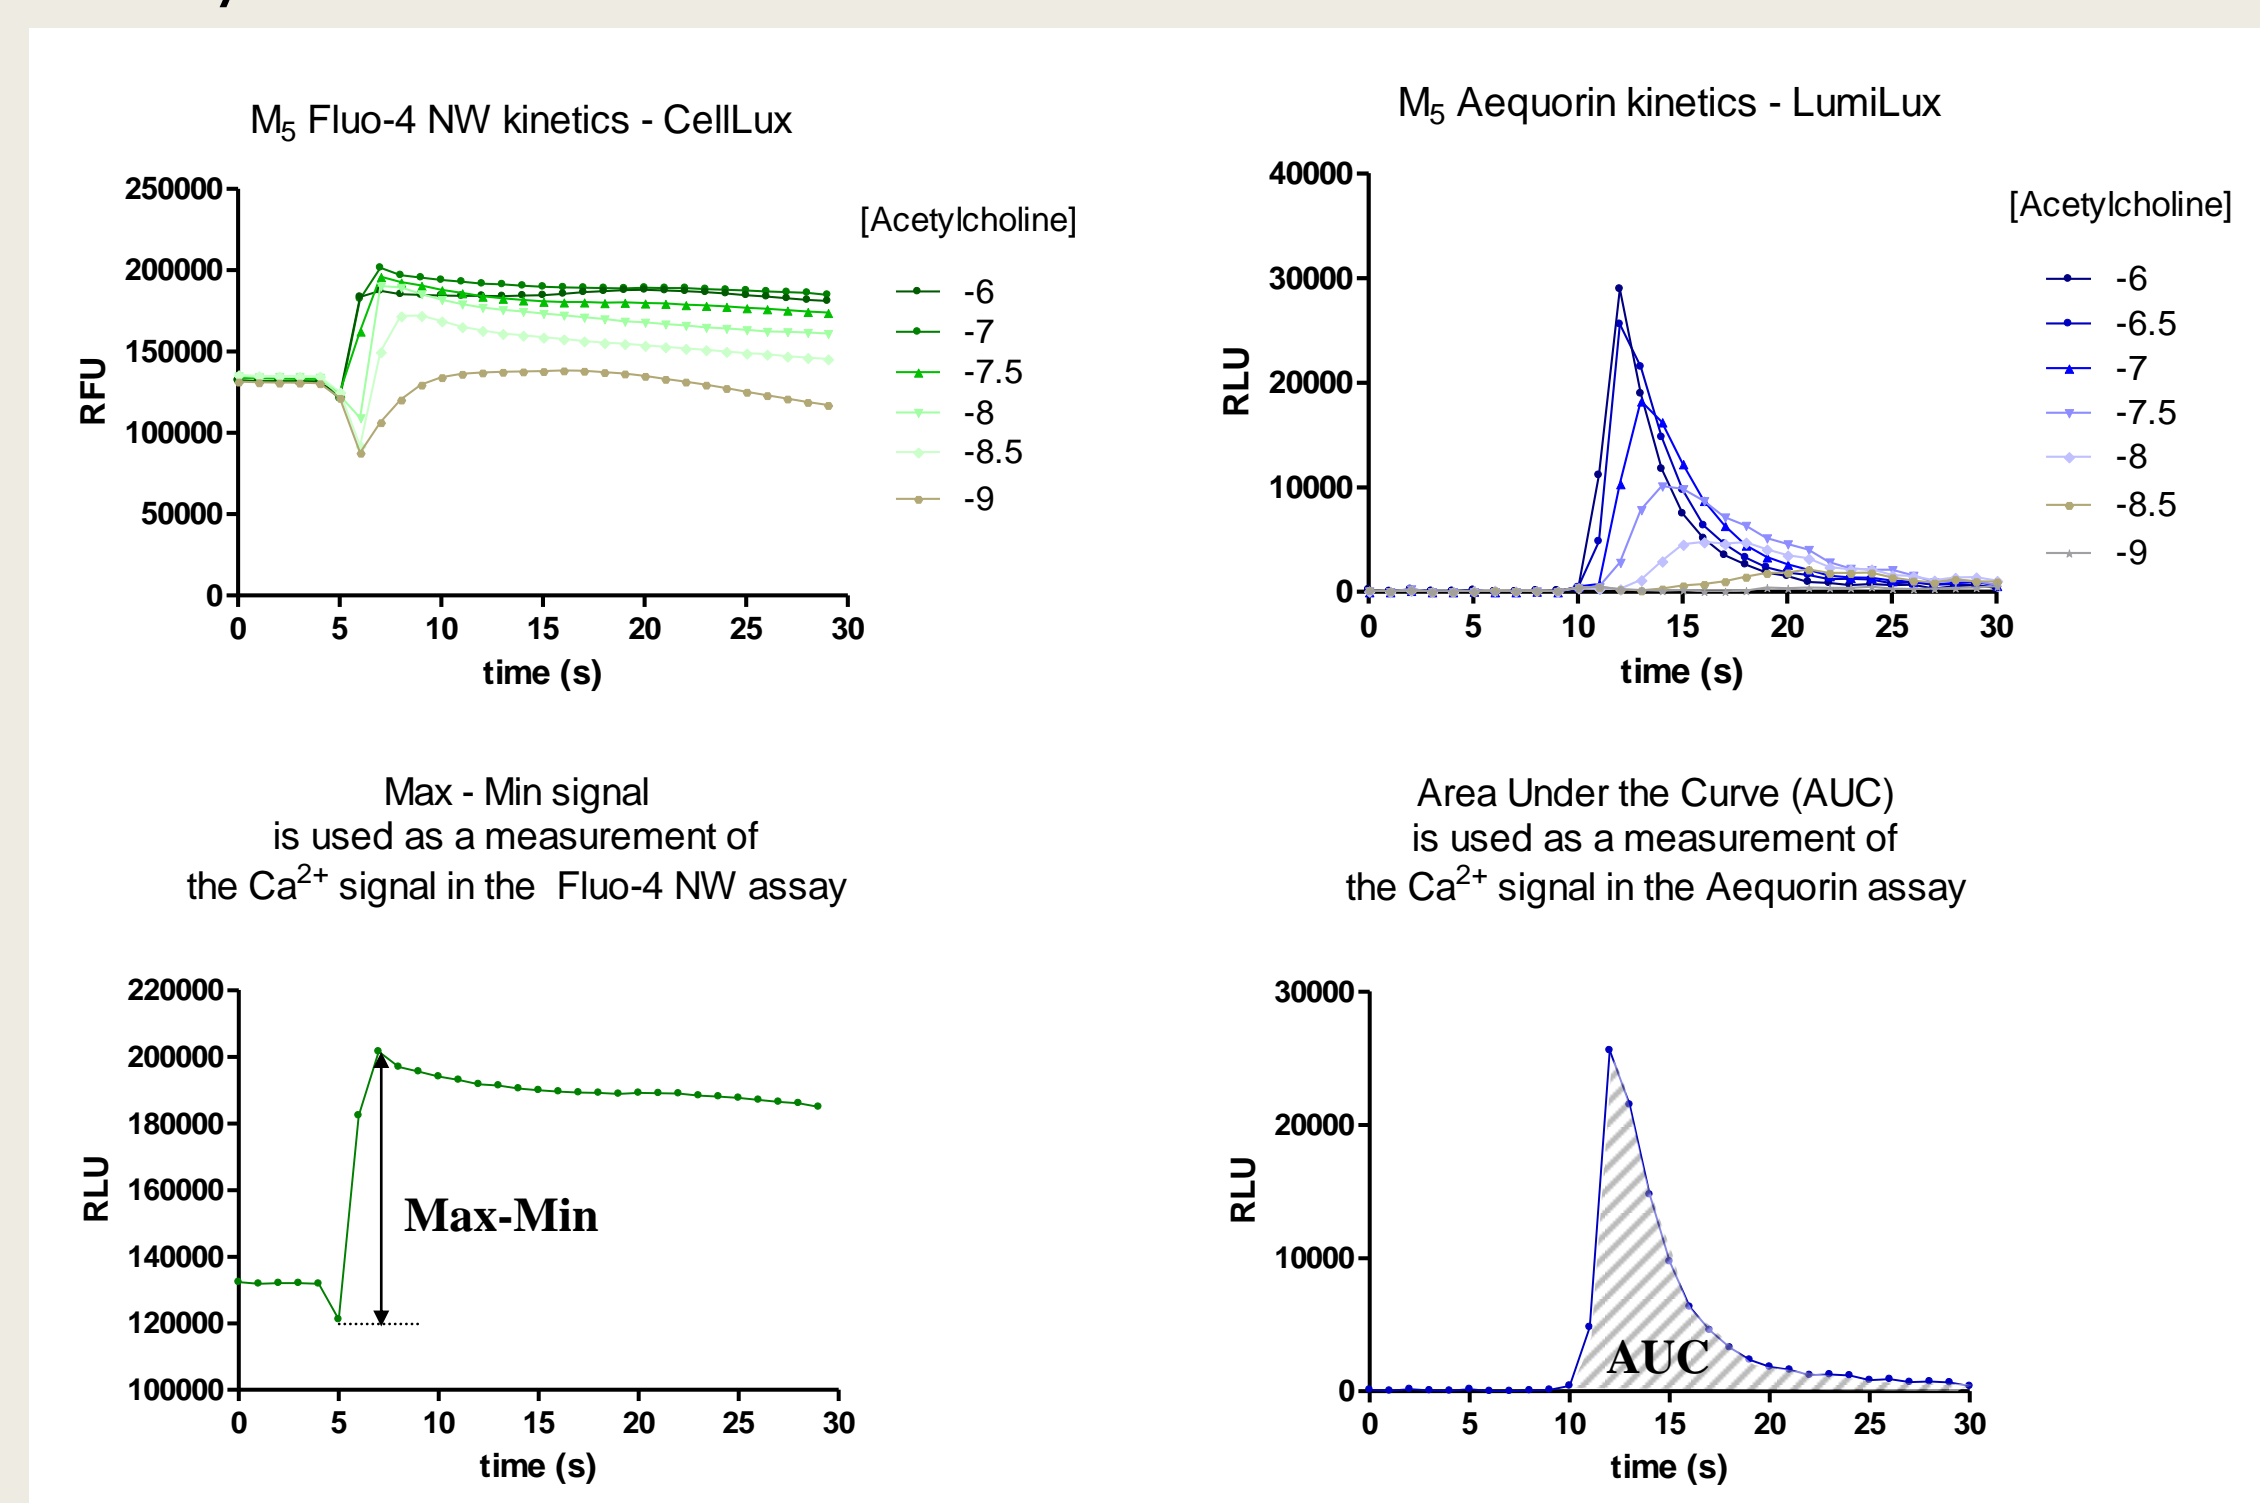 M5 Fluo-4 NW kinetics - CellLux
250000
200000
150000
100000
50000
0
RFU
0 5 10 15 20 25 30
time (s)
[Acetylcholine]
-6
-7
-7.5
-8
-8.5
-9
M5 Aequorin kinetics - LumiLux
40000
30000
20000
10000
0
RLU
0 5 10 15 20 25 30
time (s)
[Acetylcholine]
-6
-6.5
-7
-7.5
-8
-8.5
-9
Max - Min signal
is used as a measurement of
the Ca2+ signal in the Fluo-4 NW assay
220000
200000
180000
160000
140000
120000
100000
RLU
Max-Min
0 5 10 15 20 25 30
time (s)
Area Under the Curve (AUC)
is used as a measurement of
the Ca2+ signal in the Aequorin assay
30000
20000
10000
0
RLU
AUC
0 5 10 15 20 25 30
time (s)